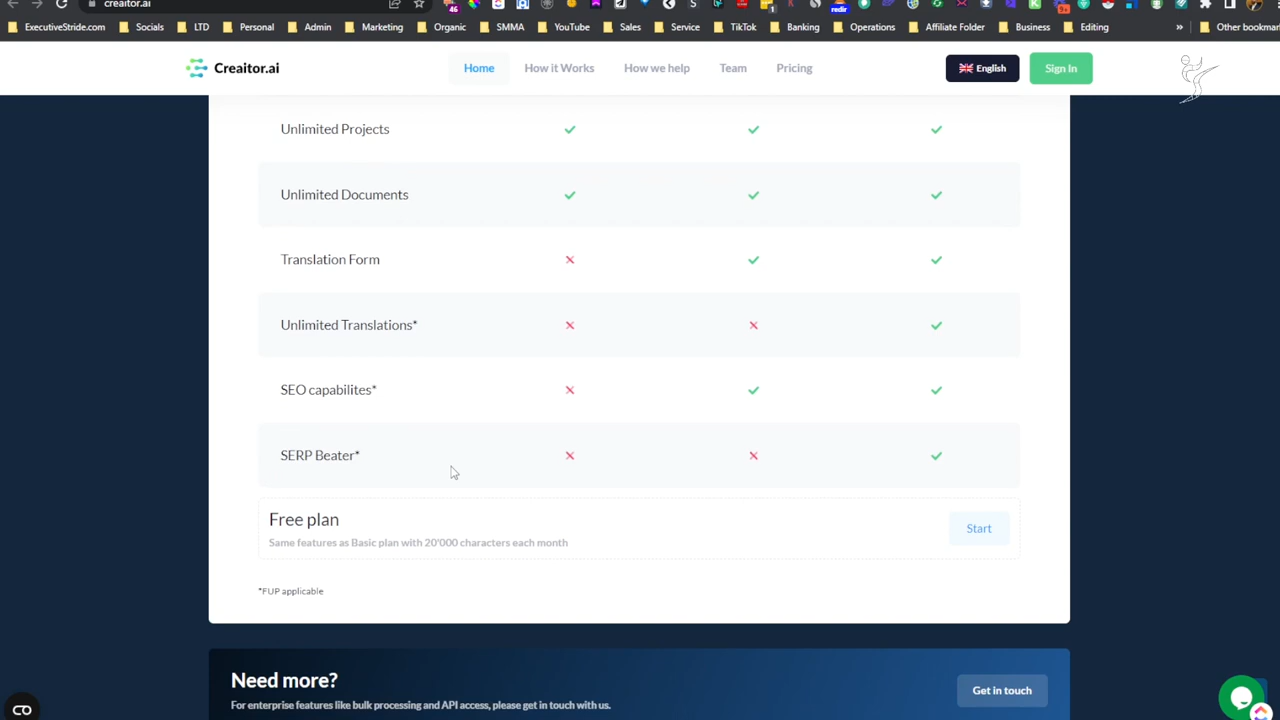 creaitor.ai
ExecutiveStride.com Socials LTD Personal Admin Marketing Organic SMMA YouTube Sales Service TikTok Banking Operations Affiliate Folder Business Editing » Other bookmar
Creaitor.ai Home How it Works How we help Team Pricing English Sign In
Unlimited Projects
Unlimited Documents
Translation Form
Unlimited Translations*
SEO capabilites*
SERP Beater*
Free plan
Same features as Basic plan with 20'000 characters each month
Start
*FUP applicable
Need more?
For enterprise features like bulk processing and API access, please get in touch with us.
Get in touch